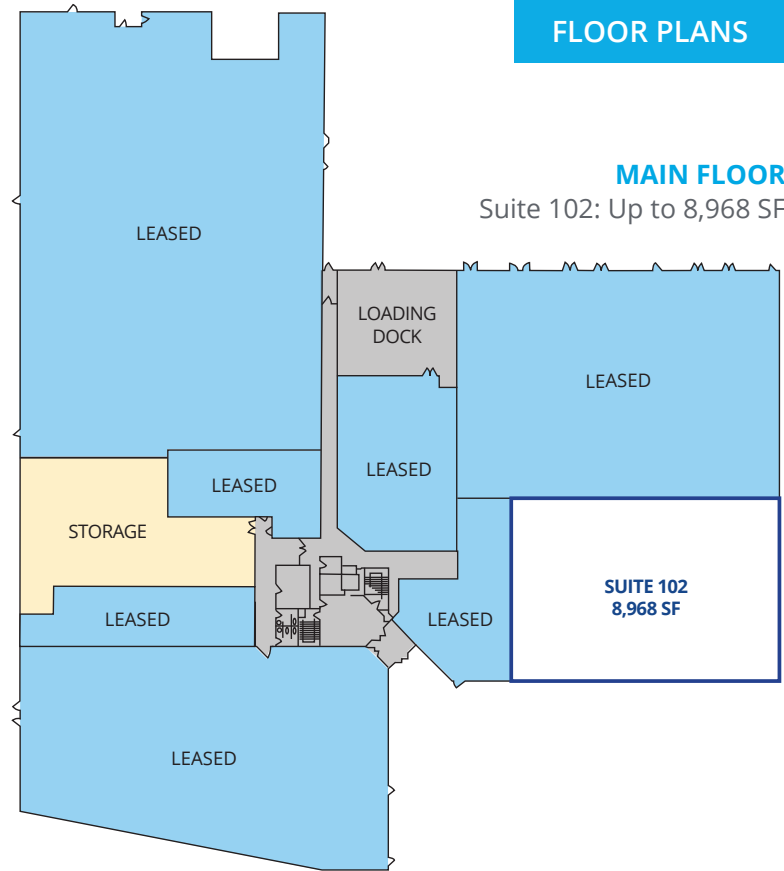 FLOOR PLANS
MAIN FLOOR
Suite 102: Up to 8,968 SF
LEASED
LOADING
DOCK
LEASED
LEASED
LEASED
STORAGE
SUITE 102
8,968 SF
LEASED
LEASED
LEASED